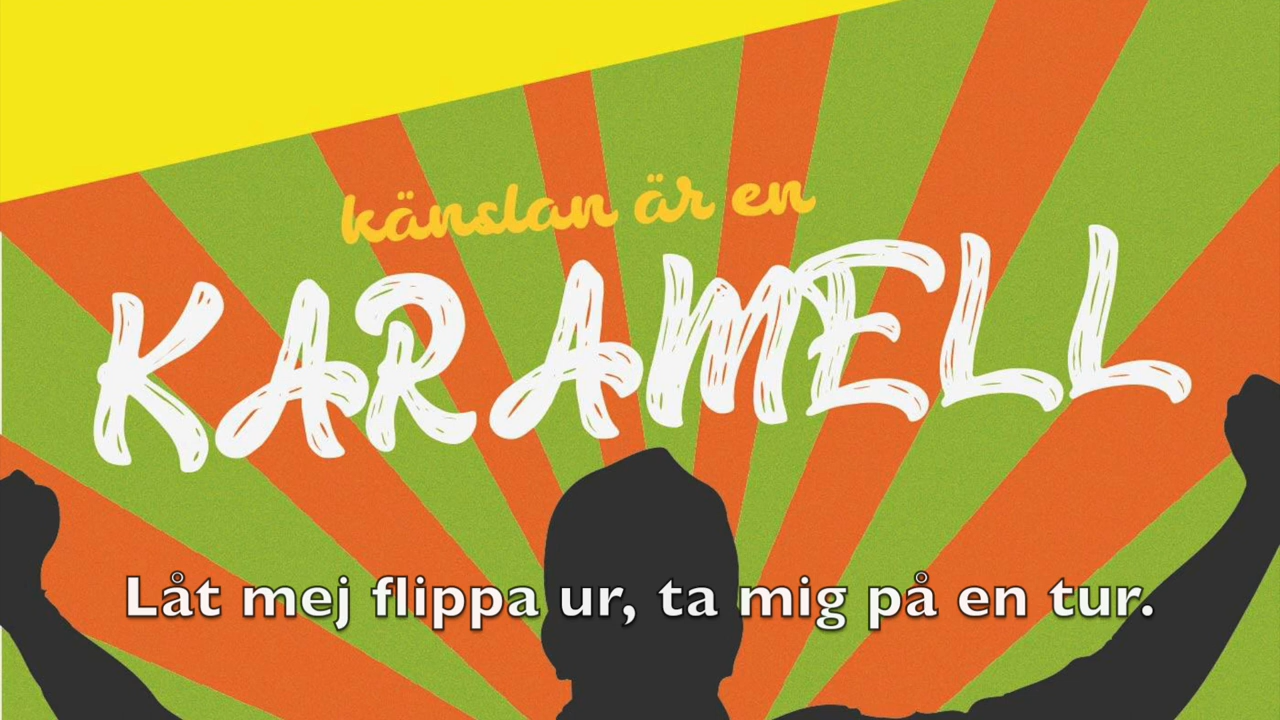 känslan är en
KARAMELL
Låt mej flippa ur, ta mig på en tur.